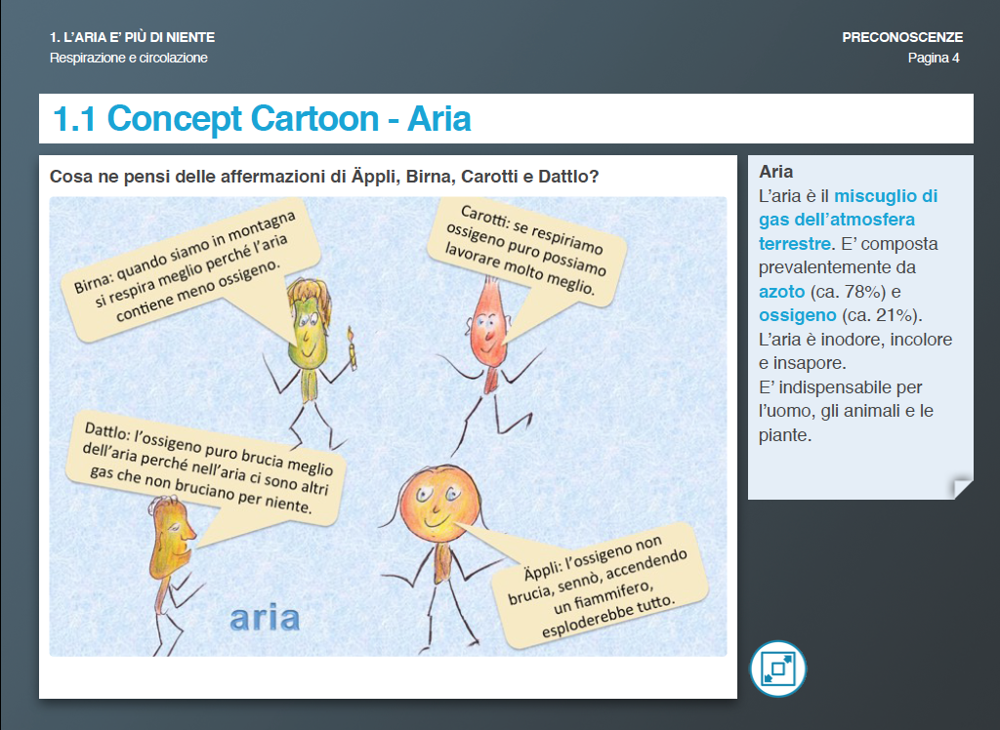 1. L’ARIA E’ PIÙ DI NIENTE
Respirazione e circolazione
PRECONOSCENZE
Pagina 4
1.1 Concept Cartoon - Aria
Cosa ne pensi delle affermazioni di Äppli, Birna, Carotti e Dattlo?
Birna: quando siamo in montagna
si respira meglio perché l’aria
contiene meno ossigeno.
Carotti: se respiriamo
ossigeno puro possiamo
lavorare molto meglio.
Dattlo: l’ossigeno puro brucia meglio
dell’aria perché nell’aria ci sono altri
gas che non bruciano per niente.
Äppli: l’ossigeno non
brucia, sennò, accendendo
un fiammifero,
esploderebbe tutto.
aria
Aria
L’aria è il miscuglio di
gas dell’atmosfera
terrestre. E’ composta
prevalentemente da
azoto (ca. 78%) e
ossigeno (ca. 21%).
L’aria è inodore, incolore
e insapore.
E’ indispensabile per
l’uomo, gli animali e le
piante.